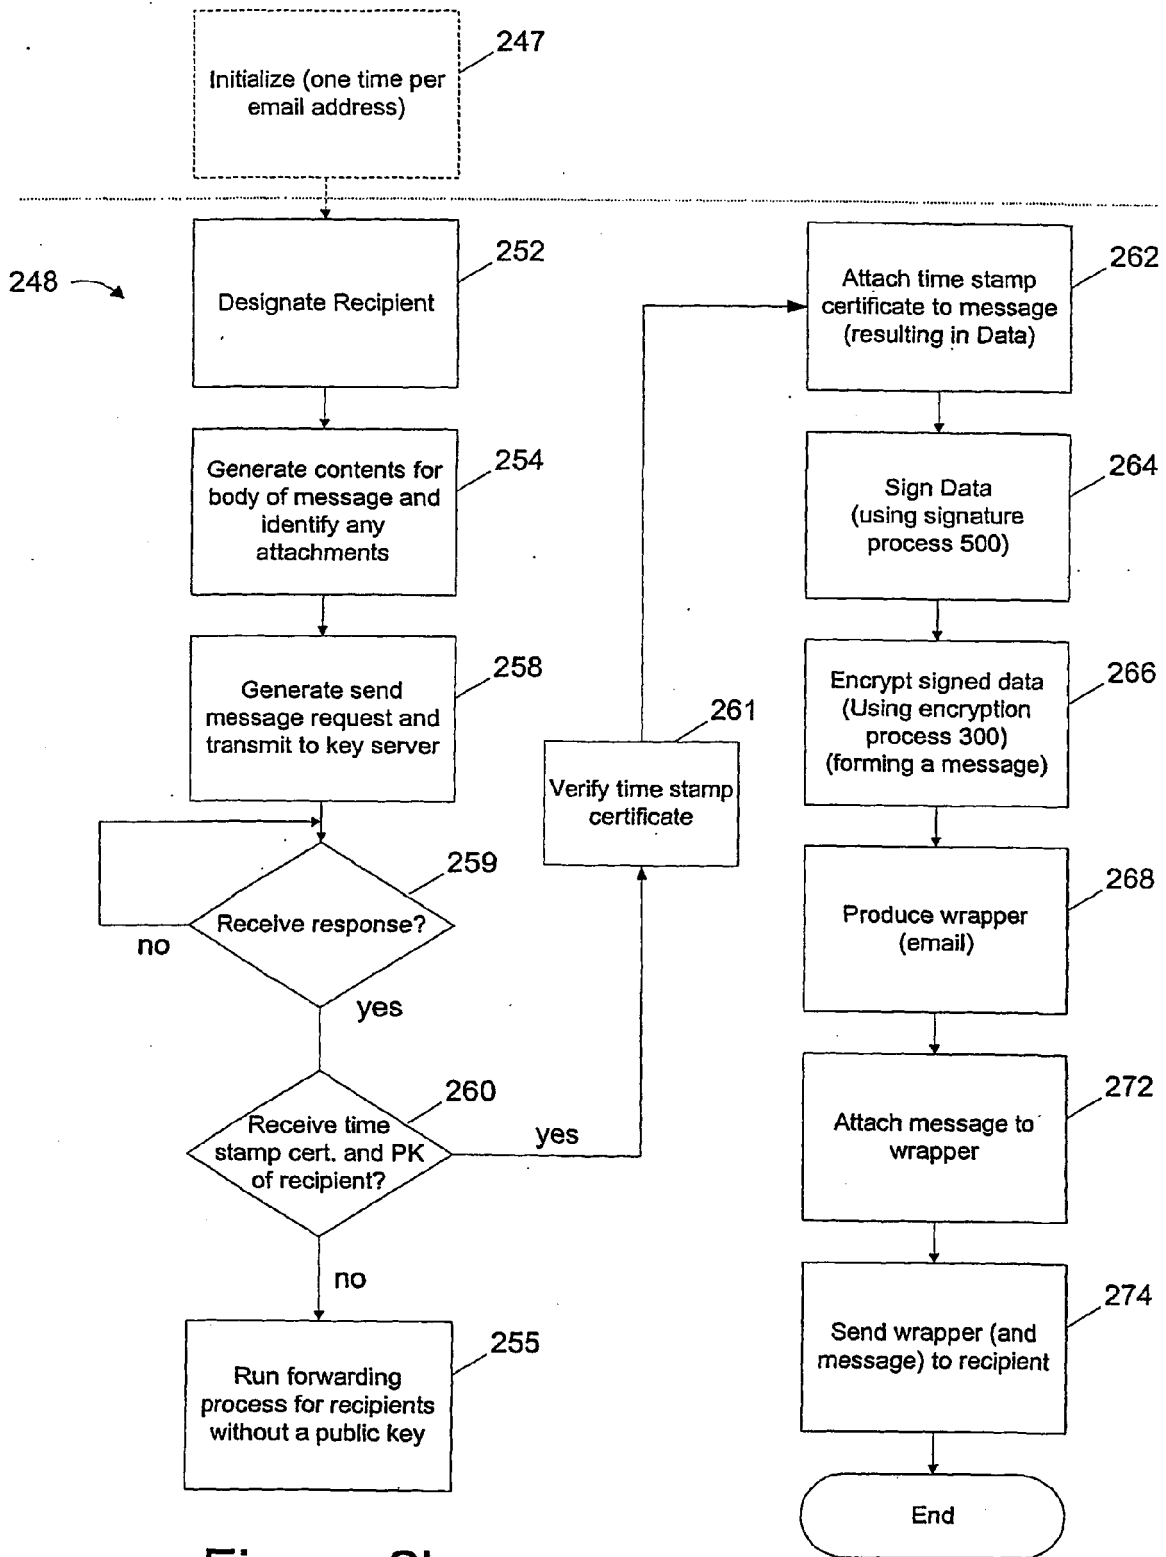 247
Initialize (one time per
email address)
248
252
Designate Recipient
254
Generate contents for
body of message and
identify any
attachments
258
Generate send
message request and
transmit to key server
259
Receive response?
no
yes
260
Receive time
stamp cert. and PK
of recipient?
yes
no
255
Run forwarding
process for recipients
without a public key
261
Verify time stamp
certificate
262
Attach time stamp
certificate to message
(resulting in Data)
264
Sign Data
(using signature
process 500)
266
Encrypt signed data
(Using encryption
process 300)
(forming a message)
268
Produce wrapper
(email)
272
Attach message to
wrapper
274
Send wrapper (and
message) to recipient
End